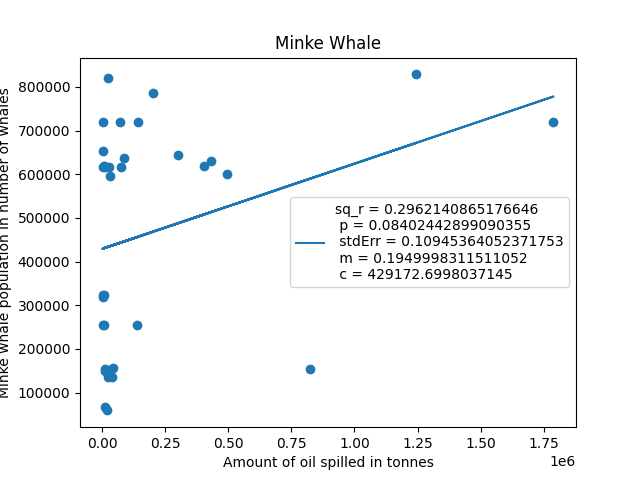 Minke Whale
Minke whale population in number of whales
800000
700000
600000
500000
400000
300000
200000
100000
sq_r = 0.2962140865176646
p = 0.08402442899090355
stdErr = 0.10945364052371753
m = 0.1949998311511052
c = 429172.6998037145
0.00 0.25 0.50 0.75 1.00 1.25 1.50 1.75
1e6
Amount of oil spilled in tonnes